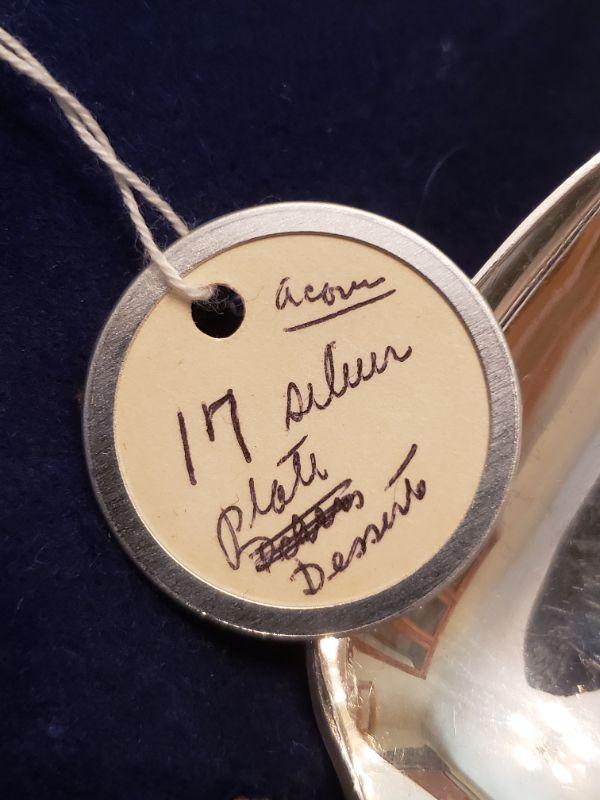 acorn
17 silver
plate
Desserts